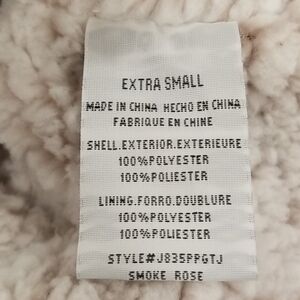 EXTRA SMALL
MADE IN CHINA HECHO EN CHINA
FABRIQUE EN CHINE
SHELL.EXTERIOR.EXTERIEURE
100%POLYESTER
100%POLIESTER
LINING.FORRO.DOUBLURE
100%POLYESTER
100%POLIESTER
STYLE#J835PPGTJ
SMOKE ROSE